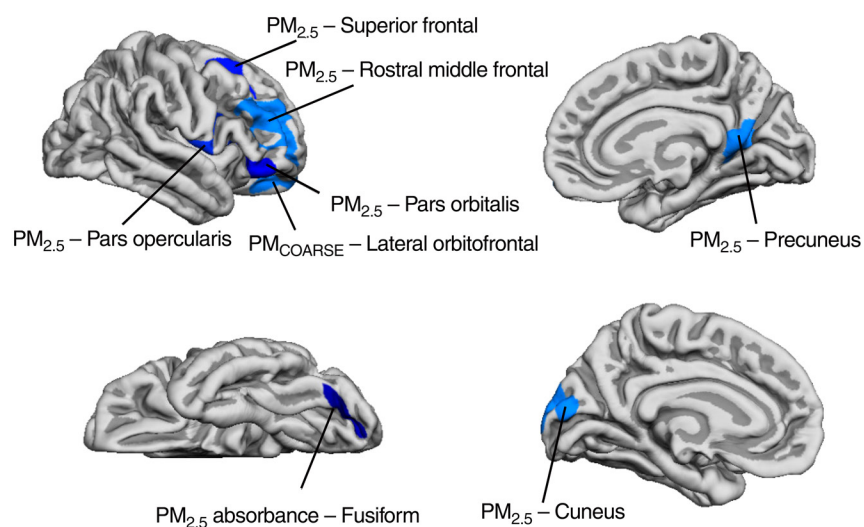 PM2.5 – Superior frontal
PM2.5 – Rostral middle frontal
PM2.5 – Pars orbitalis
PM2.5 – Pars opercularis
PMCOARSE – Lateral orbitofrontal
PM2.5 – Precuneus
PM2.5 absorbance – Fusiform
PM2.5 – Cuneus